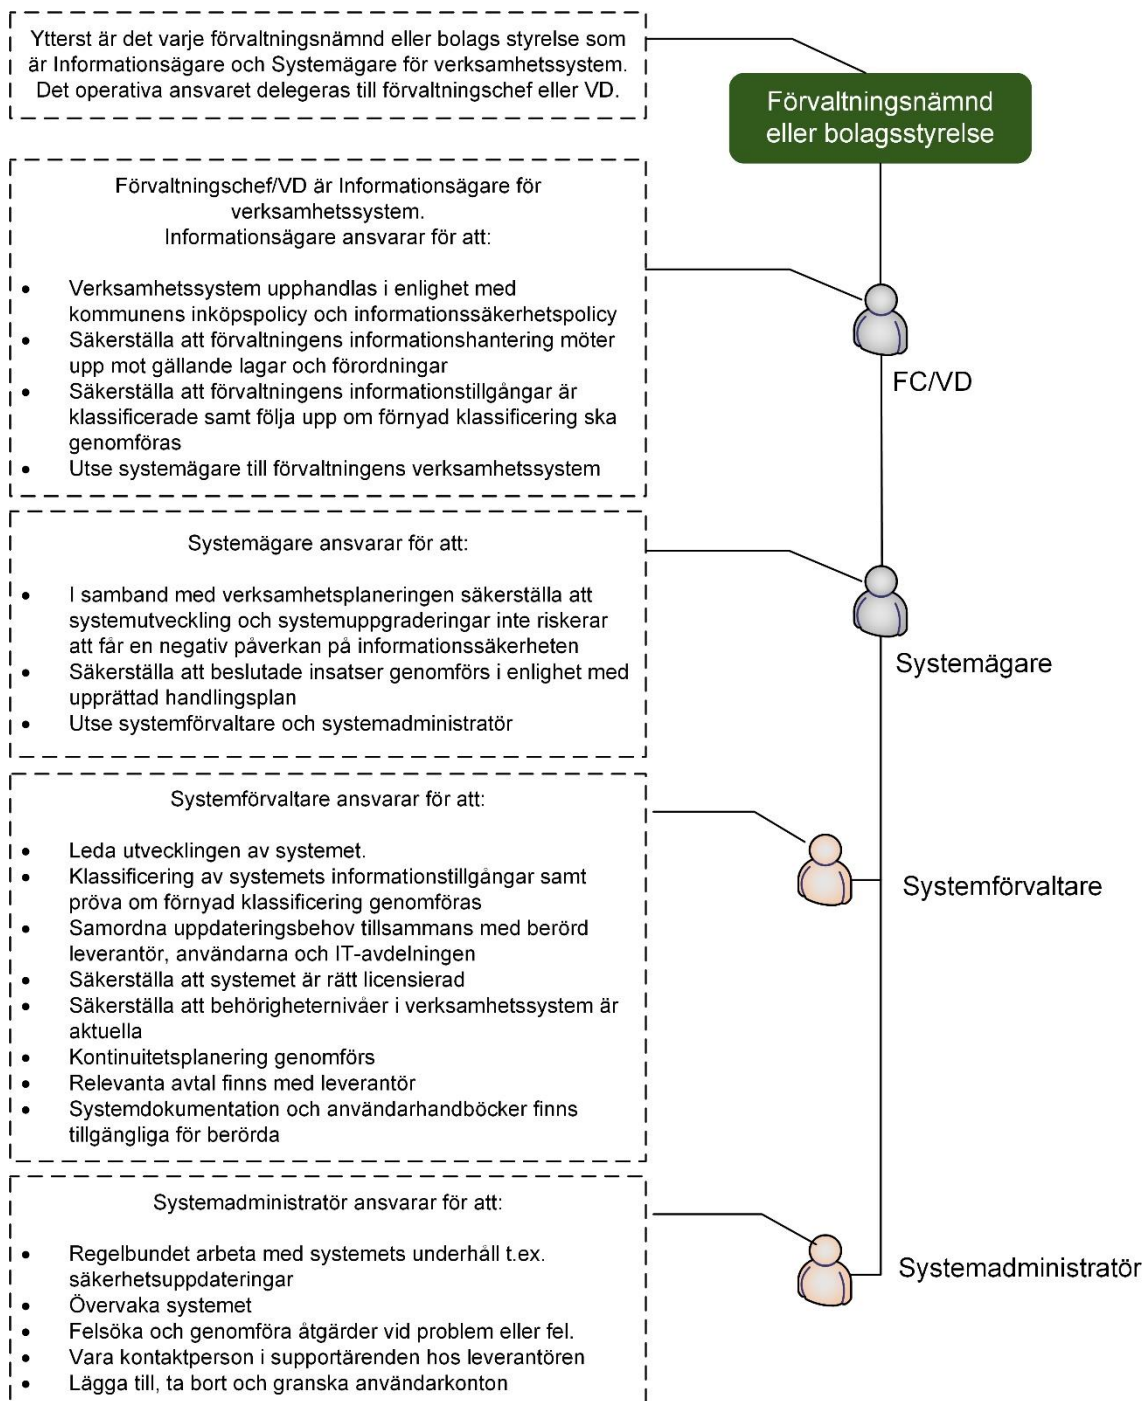 Ytterst är det varje förvaltningsnämnd eller bolags styrelse som
är Informationsägare och Systemägare för verksamhetssystem.
Det operativa ansvaret delegeras till förvaltningschef eller VD.
Förvaltningsnämnd
eller bolagsstyrelse
Förvaltningschef/VD är Informationsägare för
verksamhetssystem.
Informationsägare ansvarar för att:
• Verksamhetssystem upphandlas i enlighet med
kommunens inköpspolicy och informationssäkerhetspolicy
• Säkerställa att förvaltningens informationshantering möter
upp mot gällande lagar och förordningar
• Säkerställa att förvaltningens informationstillgångar är
klassificerade samt följa upp om förnyad klassificering ska
genomföras
• Utse systemägare till förvaltningens verksamhetssystem
FC/VD
Systemägare ansvarar för att:
• I samband med verksamhetsplaneringen säkerställa att
systemutveckling och systemuppgraderingar inte riskerar
att får en negativ påverkan på informationssäkerheten
• Säkerställa att beslutade insatser genomförs i enlighet med
upprättad handlingsplan
• Utse systemförvaltare och systemadministratör
Systemägare
Systemförvaltare ansvarar för att:
• Leda utvecklingen av systemet.
• Klassificering av systemets informationstillgångar samt
pröva om förnyad klassificering genomföras
• Samordna uppdateringsbehov tillsammans med berörd
leverantör, användarna och IT-avdelningen
• Säkerställa att systemet är rätt licensierad
• Säkerställa att behörigheternivåer i verksamhetssystem är
aktuella
• Kontinuitetsplanering genomförs
• Relevanta avtal finns med leverantör
• Systemdokumentation och användarhandböcker finns
tillgängliga för berörda
Systemförvaltare
Systemadministratör ansvarar för att:
• Regelbundet arbeta med systemets underhåll t.ex.
säkerhetsuppdateringar
• Övervaka systemet
• Felsöka och genomföra åtgärder vid problem eller fel.
• Vara kontaktperson i supportärenden hos leverantören
• Lägga till, ta bort och granska användarkonton
Systemadministratör